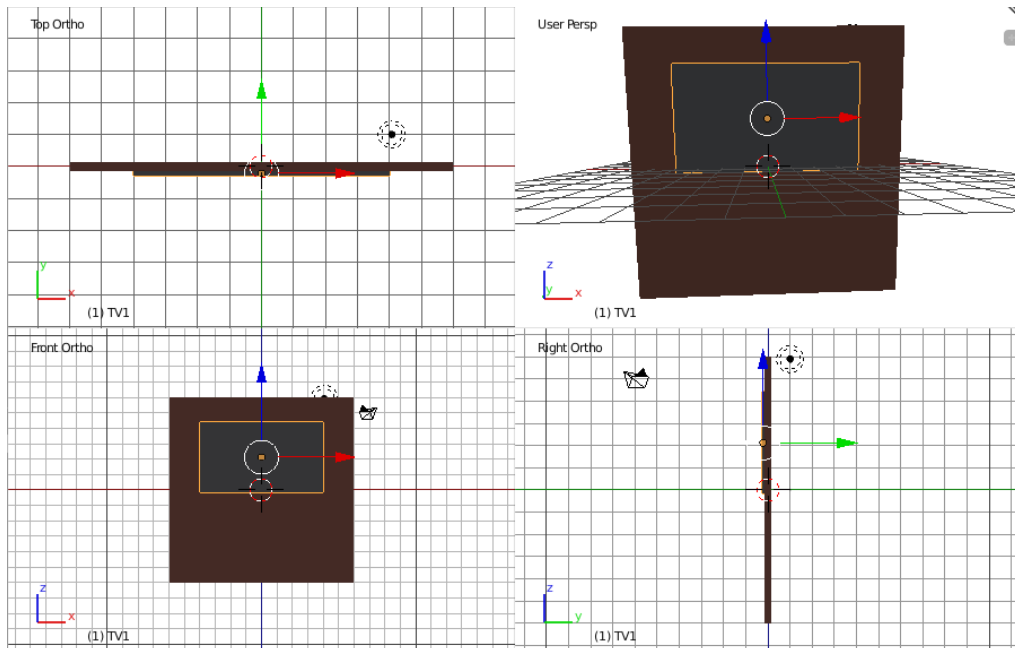 Top Ortho
User Persp
y
x
(1) TV1
z
y
x
(1) TV1
Front Ortho
Right Ortho
z
x
(1) TV1
z
y
(1) TV1